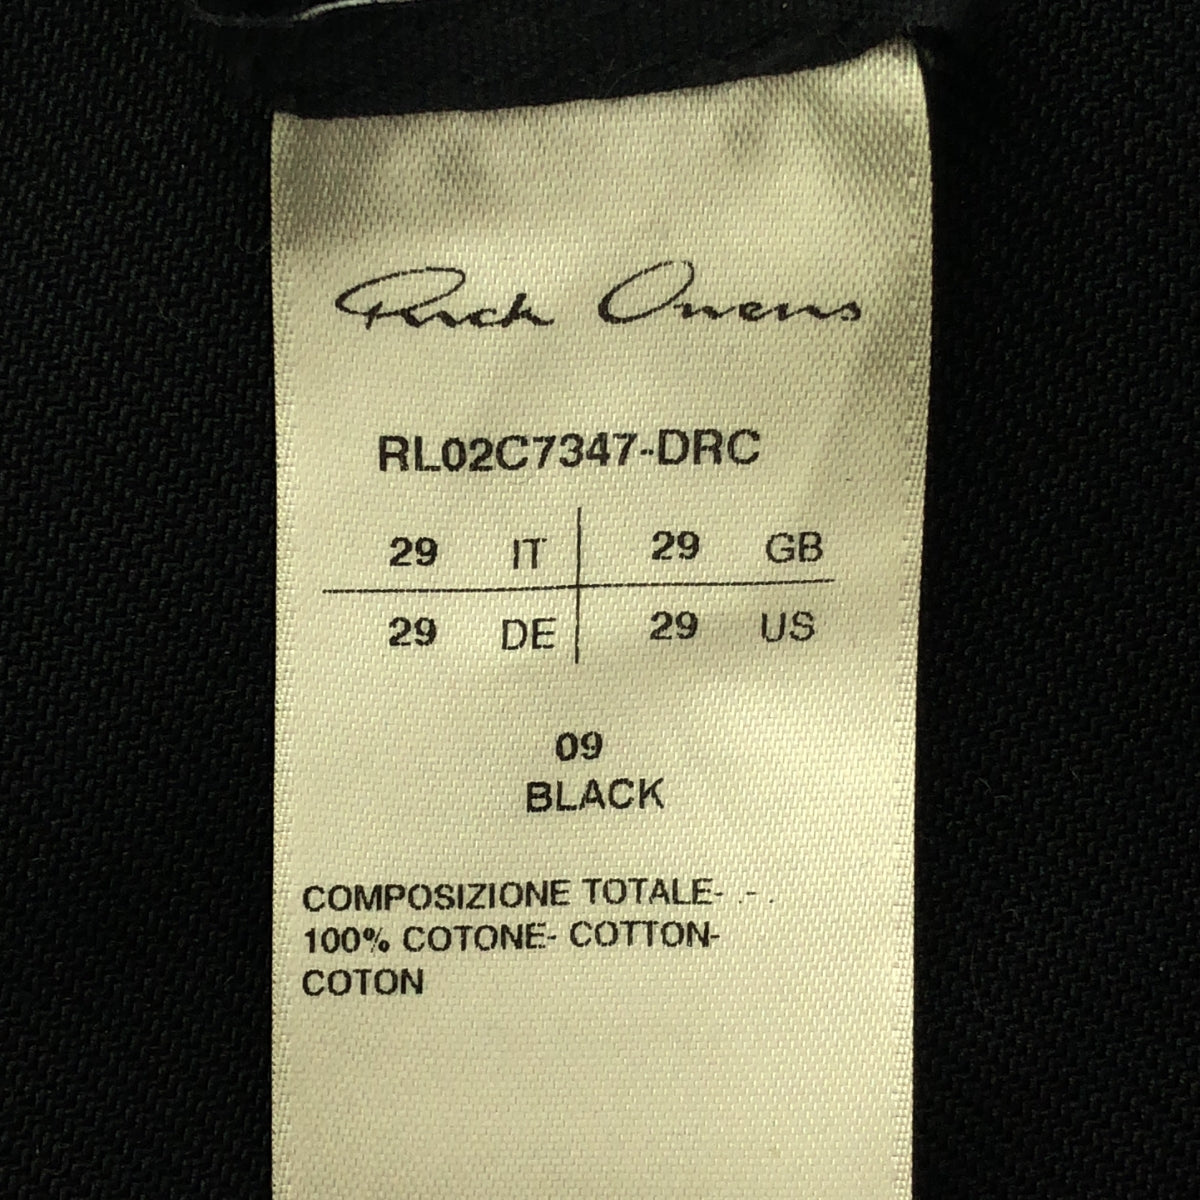 Rick Owens
RL02C7347-DRC
29 IT 29 GB
29 DE 29 US
09
BLACK
COMPOSIZIONE TOTALE- .-.
100% COTONE- COTTON-
COTON